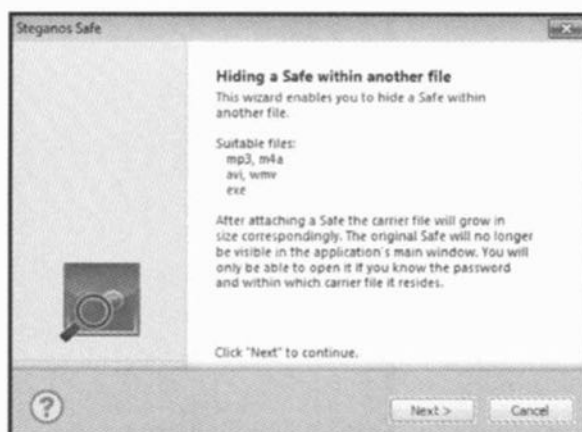 Steganos Safe
Hiding a Safe within another file
This wizard enables you to hide a Safe within
another file.
Suitable files:
mp3, m4a
avi, wmv
exe
After attaching a Safe the carrier file will grow in
size correspondingly. The original Safe will no longer
be visible in the application's main window. You will
only be able to open it if you know the password
and within which carrier file it resides.
Click "Next" to continue.
?
Next >
Cancel